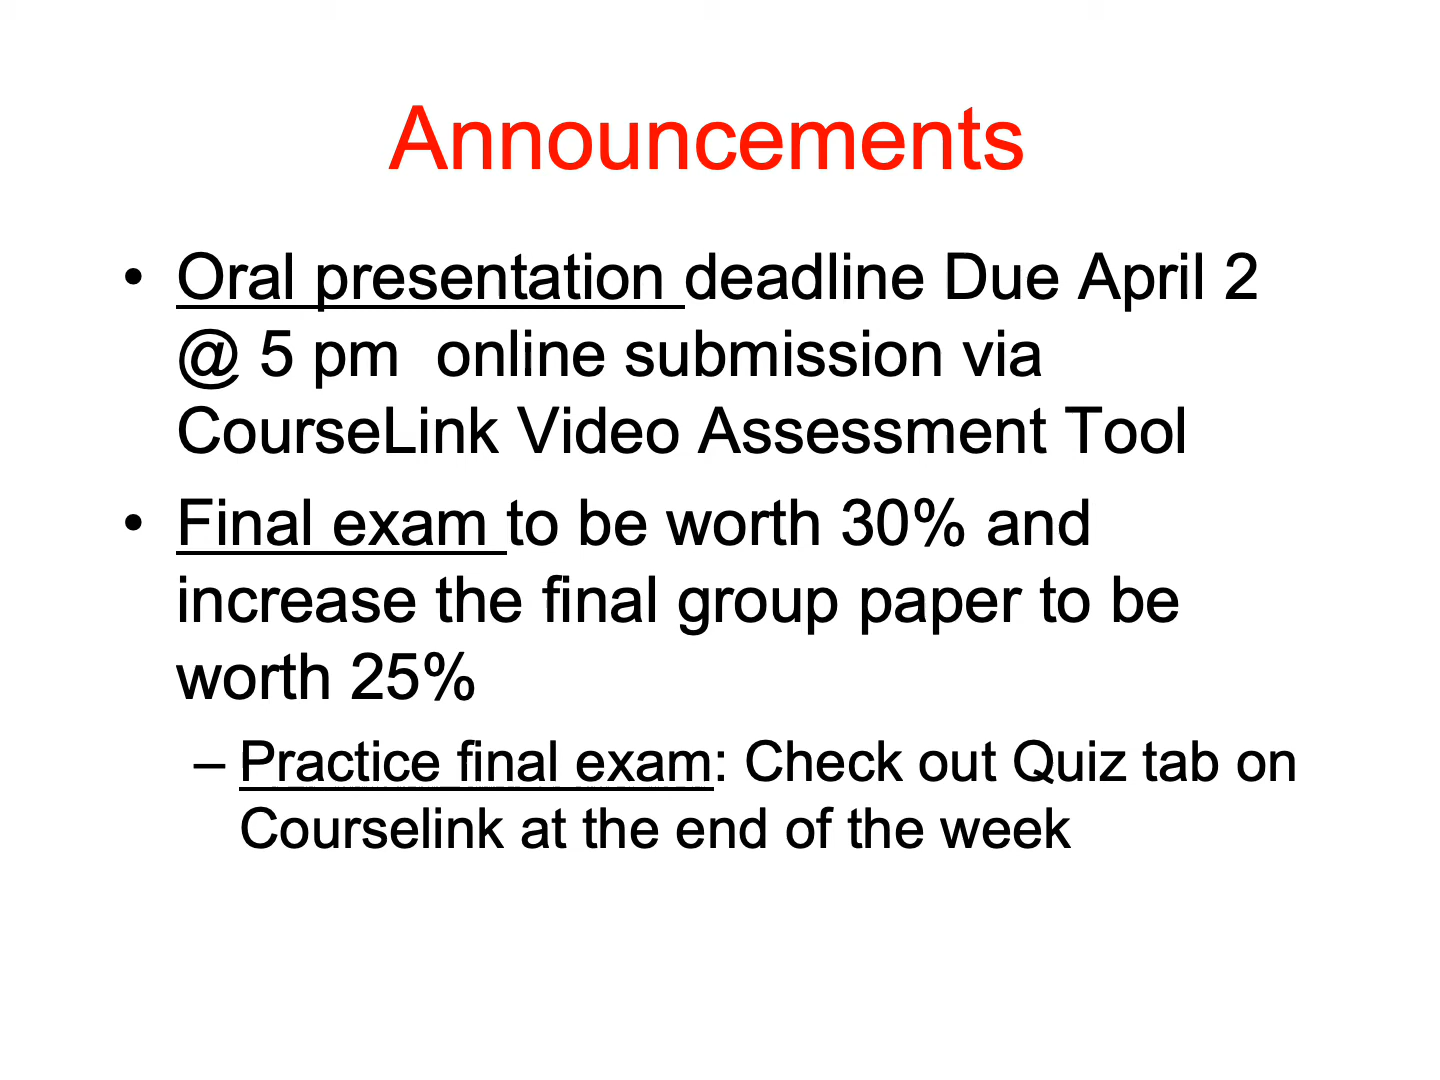 Announcements
• Oral presentation deadline Due April 2
@ 5 pm  online submission via
CourseLink Video Assessment Tool
• Final exam to be worth 30% and
increase the final group paper to be
worth 25%
– Practice final exam: Check out Quiz tab on
Courselink at the end of the week